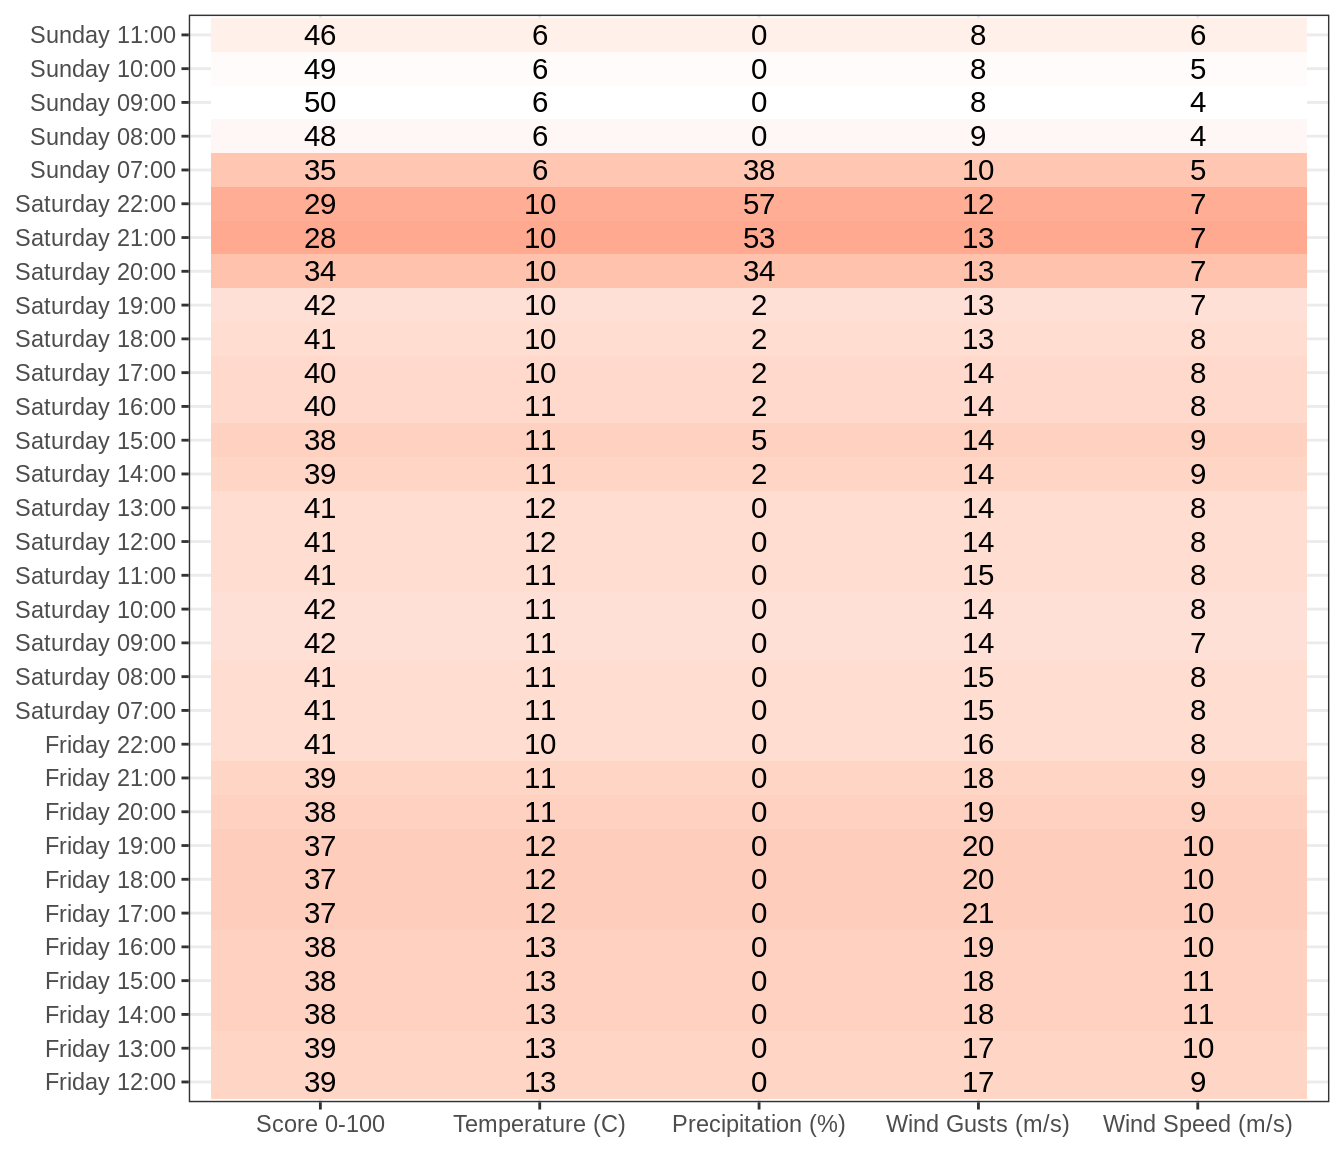 Sunday 11:00 46 6 0 8 6
Sunday 10:00 49 6 0 8 5
Sunday 09:00 50 6 0 8 4
Sunday 08:00 48 6 0 9 4
Sunday 07:00 35 6 38 10 5
Saturday 22:00 29 10 57 12 7
Saturday 21:00 28 10 53 13 7
Saturday 20:00 34 10 34 13 7
Saturday 19:00 42 10 2 13 7
Saturday 18:00 41 10 2 13 8
Saturday 17:00 40 10 2 14 8
Saturday 16:00 40 11 2 14 8
Saturday 15:00 38 11 5 14 9
Saturday 14:00 39 11 2 14 9
Saturday 13:00 41 12 0 14 8
Saturday 12:00 41 12 0 14 8
Saturday 11:00 41 11 0 15 8
Saturday 10:00 42 11 0 14 8
Saturday 09:00 42 11 0 14 7
Saturday 08:00 41 11 0 15 8
Saturday 07:00 41 11 0 15 8
Friday 22:00 41 10 0 16 8
Friday 21:00 39 11 0 18 9
Friday 20:00 38 11 0 19 9
Friday 19:00 37 12 0 20 10
Friday 18:00 37 12 0 20 10
Friday 17:00 37 12 0 21 10
Friday 16:00 38 13 0 19 10
Friday 15:00 38 13 0 18 11
Friday 14:00 38 13 0 18 11
Friday 13:00 39 13 0 17 10
Friday 12:00 39 13 0 17 9
Score 0-100 Temperature (C) Precipitation (%) Wind Gusts (m/s) Wind Speed (m/s)